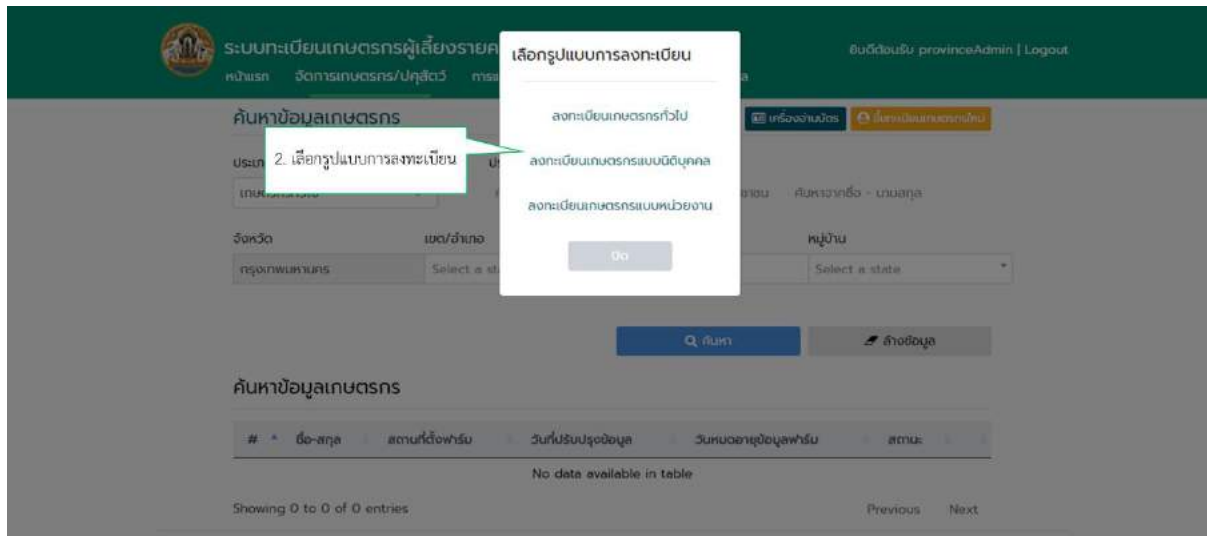 ระบบทะเบียนเกษตรกรผู้เลี้ยงราย
ยินดีต้อนรับ provinceAdmin | Logout
หน้าแรก จัดการเกษตรกร/ปศุสัตว์
เลือกรูปแบบการลงทะเบียน
ลงทะเบียนเกษตรกรทั่วไป
ลงทะเบียนเกษตรกรแบบนิติบุคคล
ลงทะเบียนเกษตรกรแบบหน่วยงาน
ปิด
2. เลือกรูปแบบการลงทะเบียน
ค้นหาข้อมูลเกษตรกร
เครื่องอ่านบัตร ขึ้นทะเบียนเกษตรกรใหม่
ค้นหาจากชื่อ - นามสกุล
จังหวัด เขต/อำเภอ หมู่บ้าน
กรุงเทพมหานคร Select a st Select a state
ค้นหา ล้างข้อมูล
ค้นหาข้อมูลเกษตรกร
# ชื่อ-สกุล สถานที่ตั้งฟาร์ม วันที่ปรับปรุงข้อมูล วันหมดอายุข้อมูลฟาร์ม สถานะ
No data available in table
Showing 0 to 0 of 0 entries Previous Next